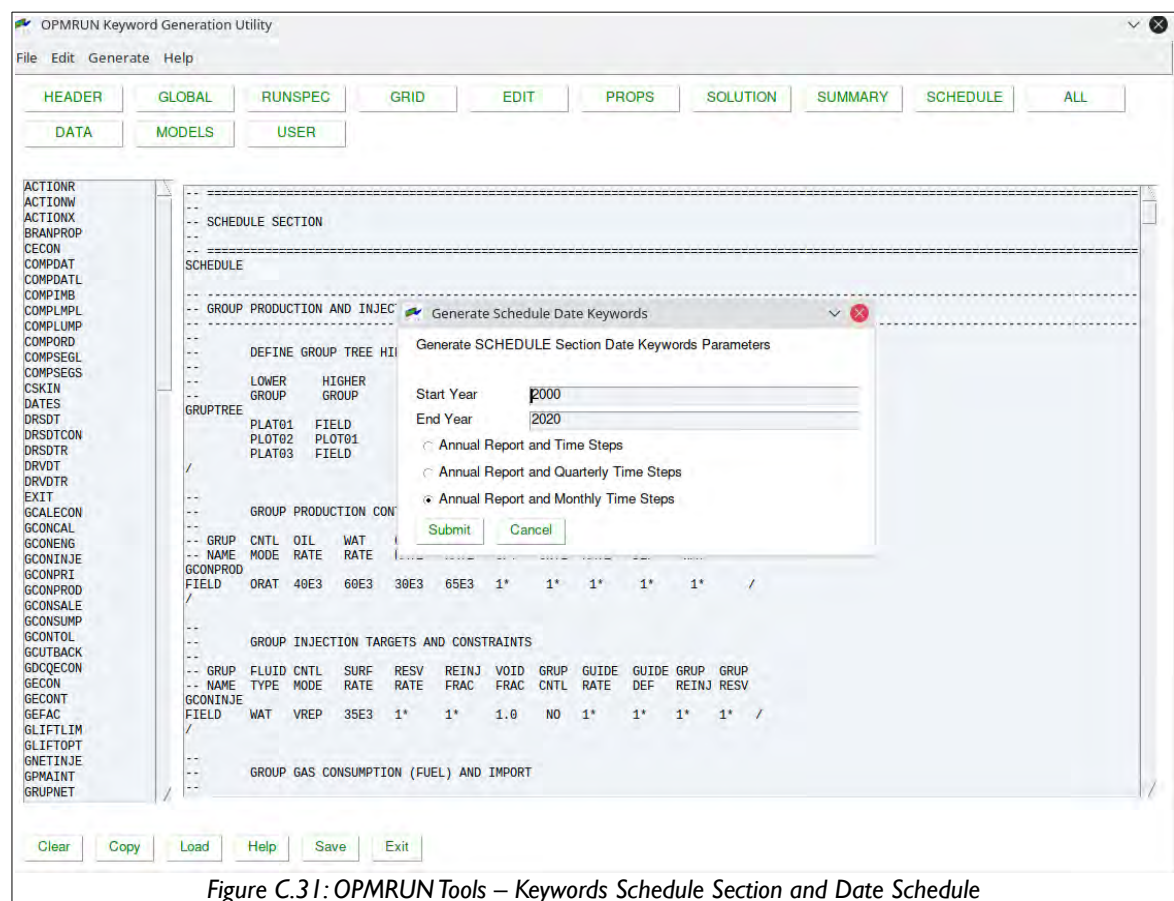 OPMRUN Keyword Generation Utility
File Edit Generate Help
HEADER GLOBAL RUNSPEC GRID EDIT PROPS SOLUTION SUMMARY SCHEDULE ALL
DATA MODELS USER
ACTIONR
ACTIONW
ACTIONX
BRANPROP
CECON
COMPDAT
COMPDATL
COMPIMB
COMPLMPL
COMPLUMP
COMPORD
COMPSEGL
COMPSEGS
CSKIN
DATES
DRSDT
DRSDTCON
DRSDTR
DRVDT
DRVDTR
EXIT
GCALECON
GCONCAL
GCONENG
GCONINJE
GCONPRI
GCONPROD
GCONSALE
GCONSUMP
GCONTOL
GCUTBACK
GDCQECON
GECON
GECONT
GEFAC
GLIFTLIM
GLIFTOPT
GNETINJE
GPMAINT
GRUPNET
-- ================================================================
--
-- SCHEDULE SECTION
--
-- ================================================================
SCHEDULE
-- ----------------------------------------------------------------
-- GROUP PRODUCTION AND INJEC
-- ----------------------------------------------------------------
--
-- DEFINE GROUP TREE HI
--
-- LOWER HIGHER
-- GROUP GROUP
GRUPTREE
PLAT01 FIELD
PLOT02 PLOT01
PLAT03 FIELD
/
--
-- GROUP PRODUCTION CON
--
-- GRUP CNTL OIL WAT
-- NAME MODE RATE RATE
GCONPROD
FIELD ORAT 40E3 60E3 30E3 65E3 1* 1* 1* 1* 1* /
/
--
-- GROUP INJECTION TARGETS AND CONSTRAINTS
--
-- GRUP FLUID CNTL SURF RESV REINJ VOID GRUP GUIDE GUIDE GRUP GRUP
-- NAME TYPE MODE RATE RATE FRAC FRAC CNTL RATE DEF REINJ RESV
GCONINJE
FIELD WAT VREP 35E3 1* 1* 1.0 NO 1* 1* 1* 1* /
/
--
-- GROUP GAS CONSUMPTION (FUEL) AND IMPORT
--
Generate Schedule Date Keywords
Generate SCHEDULE Section Date Keywords Parameters
Start Year 2000
End Year 2020
Annual Report and Time Steps
Annual Report and Quarterly Time Steps
Annual Report and Monthly Time Steps
Submit Cancel
Clear Copy Load Help Save Exit
Figure C.31: OPMRUN Tools – Keywords Schedule Section and Date Schedule